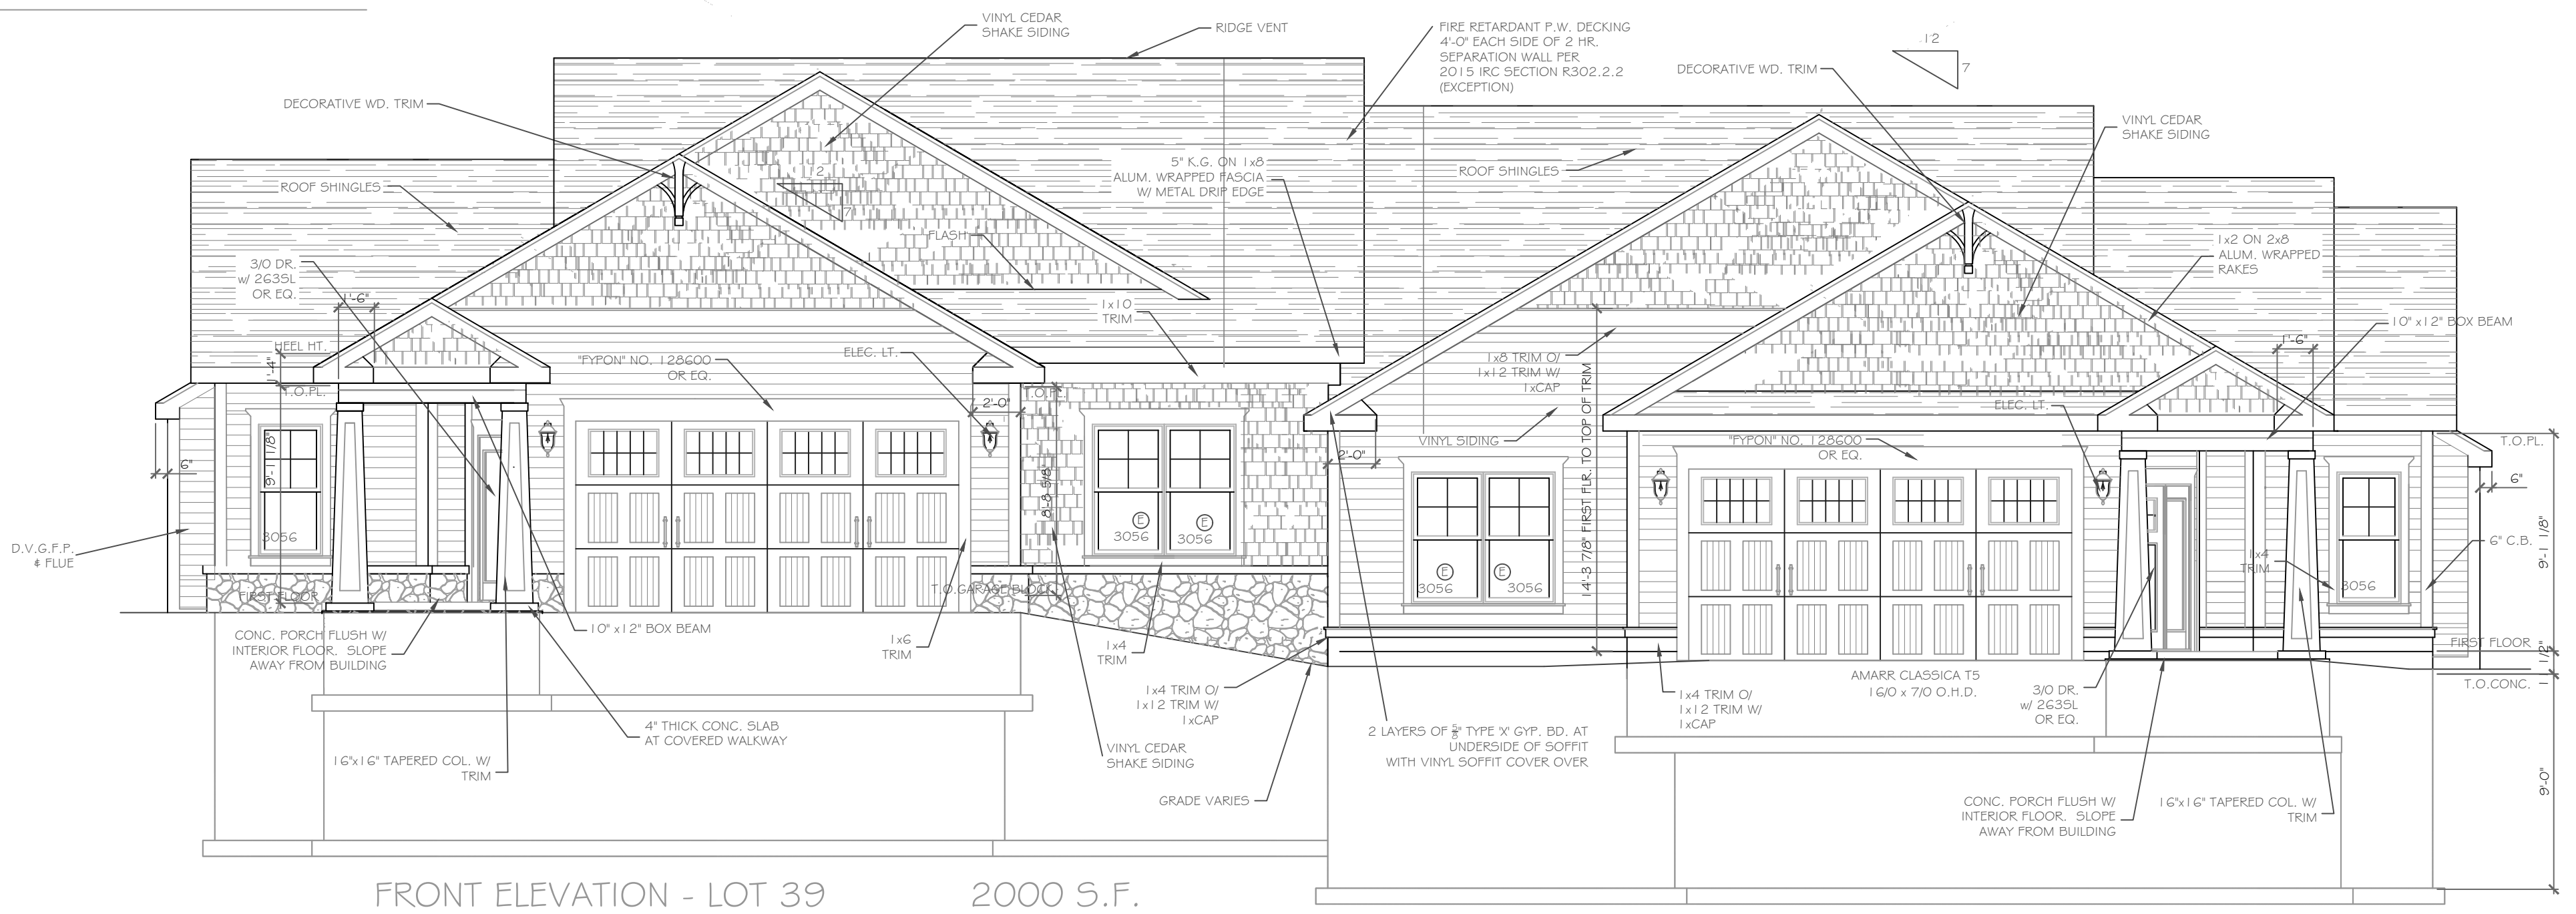 VINYL CEDAR
SHAKE SIDING
RIDGE VENT
FIRE RETARDANT P.W. DECKING
4'-0" EACH SIDE OF 2 HR.
SEPARATION WALL PER
2015 IRC SECTION R302.2.2
(EXCEPTION)
12
7
DECORATIVE WD. TRIM
DECORATIVE WD. TRIM
VINYL CEDAR
SHAKE SIDING
5" K.G. ON 1x8
ALUM. WRAPPED FASCIA
W/ METAL DRIP EDGE
ROOF SHINGLES
ROOF SHINGLES
12
7
FLASH
1x2 ON 2x8
ALUM. WRAPPED
RAKES
3/0 DR.
w/ 263SL
OR EQ.
1'-6"
1x10
TRIM
10" x12" BOX BEAM
1'-6"
HEEL HT.
1'-4"
T.O.PL.
"FYPON" NO. 128600
OR EQ.
ELEC. LT.
1x8 TRIM O/
1x12 TRIM W/
1xCAP
T.O.PL.
2'-0"
ELEC. LT.
VINYL SIDING
"FYPON" NO. 128600
OR EQ.
T.O.PL.
2'-0"
6"
9'-1 1/8"
8'-8 5/8"
14'-3 7/8" FIRST FLR. TO TOP OF TRIM
6"
3056
E
E
3056
3056
D.V.G.F.P.
& FLUE
6" C.B.
9'-1 1/8"
1x4
TRIM
E
E
3056
3056
3056
FIRST FLOOR
T.O.GARAGE BLOCK
CONC. PORCH FLUSH W/
INTERIOR FLOOR. SLOPE
AWAY FROM BUILDING
10" x12" BOX BEAM
1x6
TRIM
1x4
TRIM
FIRST FLOOR
1 1/2"
T.O.CONC.
1x4 TRIM O/
1x12 TRIM W/
1xCAP
1x4 TRIM O/
1x12 TRIM W/
1xCAP
AMARR CLASSICA T5
16/0 x 7/0 O.H.D.
3/0 DR.
w/ 263SL
OR EQ.
4" THICK CONC. SLAB
AT COVERED WALKWAY
2 LAYERS OF 5/8" TYPE 'X' GYP. BD. AT
UNDERSIDE OF SOFFIT
WITH VINYL SOFFIT COVER OVER
VINYL CEDAR
SHAKE SIDING
16"x16" TAPERED COL. W/
TRIM
9'-0"
GRADE VARIES
CONC. PORCH FLUSH W/
INTERIOR FLOOR. SLOPE
AWAY FROM BUILDING
16"x16" TAPERED COL. W/
TRIM
FRONT ELEVATION - LOT 39
2000 S.F.